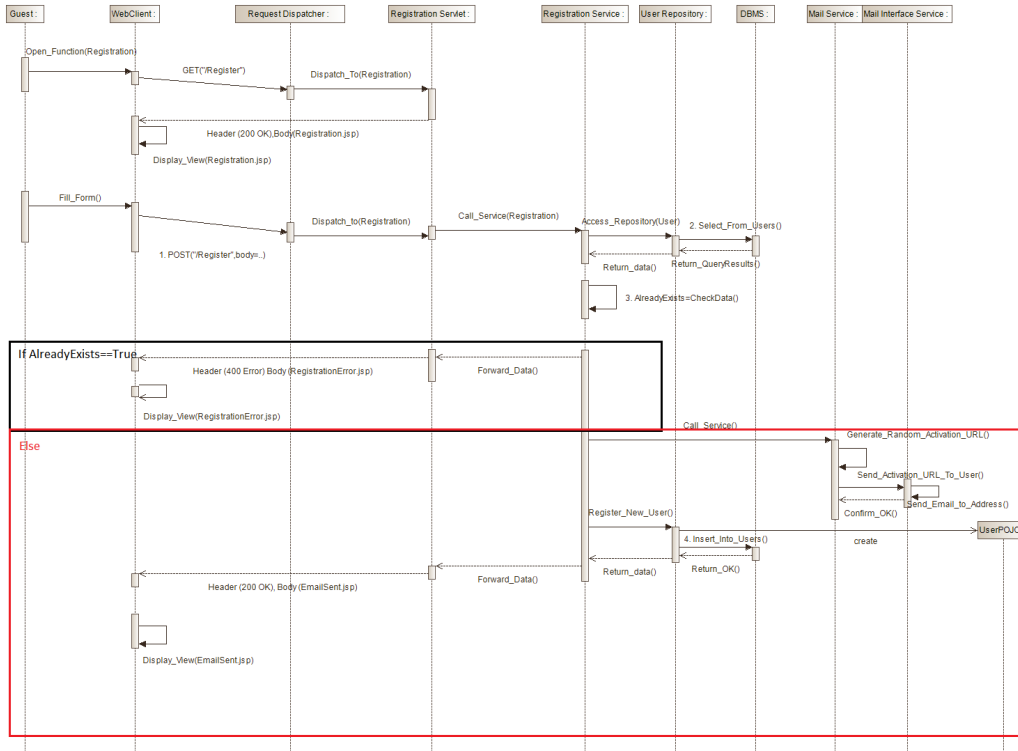 Guest :
WebClient :
Request Dispatcher :
Registration Servlet :
Registration Service :
User Repository :
DBMS :
Mail Service :
Mail Interface Service :
Open_Function(Registration)
GET("/Register")
Dispatch_To(Registration)
Header (200 OK),Body(Registration.jsp)
Display_View(Registration.jsp)
Fill_Form()
Dispatch_to(Registration)
Call_Service(Registration)
Access_Repository(User)
2. Select_From_Users()
1. POST("/Register",body=..)
Return_data()
Return_QueryResults()
3. AlreadyExists=CheckData()
If AlreadyExists==True
Header (400 Error) Body (RegistrationError.jsp)
Forward_Data()
Display_View(RegistrationError.jsp)
Else
Call_Service()
Generate_Random_Activation_URL()
Send_Activation_URL_To_User()
Send_Email_to_Address()
Confirm_OK()
Register_New_User()
UserPOJO
4. Insert_Into_Users()
create
Return_data()
Return_OK()
Forward_Data()
Header (200 OK), Body (EmailSent.jsp)
Display_View(EmailSent.jsp)